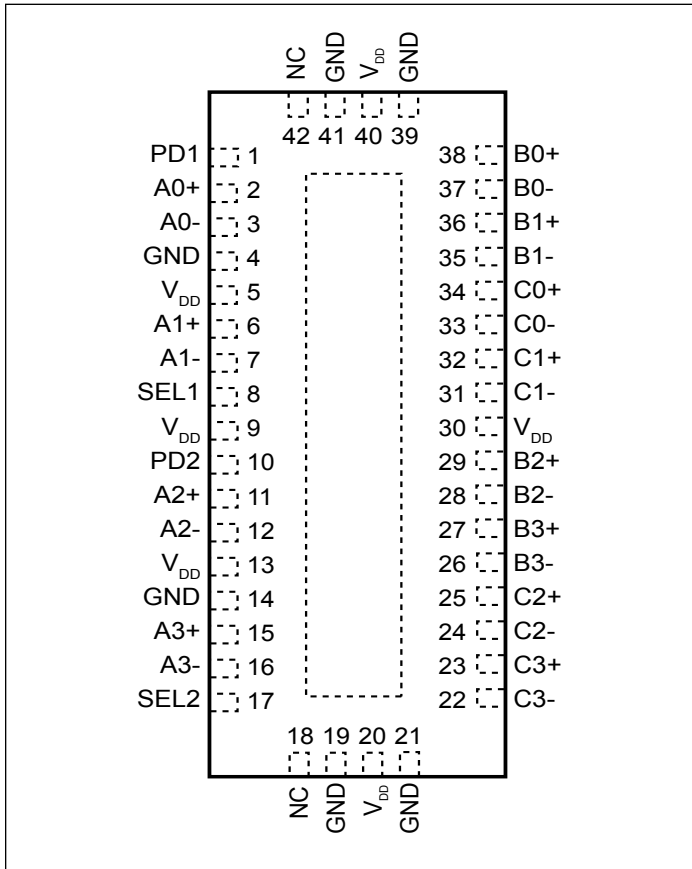 NC GND VDD GND
42 41 40 39
PD1 1 38 B0+
A0+ 2 37 B0-
A0- 3 36 B1+
GND 4 35 B1-
VDD 5 34 C0+
A1+ 6 33 C0-
A1- 7 32 C1+
SEL1 8 31 C1-
VDD 9 30 VDD
PD2 10 29 B2+
A2+ 11 28 B2-
A2- 12 27 B3+
VDD 13 26 B3-
GND 14 25 C2+
A3+ 15 24 C2-
A3- 16 23 C3+
SEL2 17 22 C3-
18 19 20 21
NC GND VDD GND